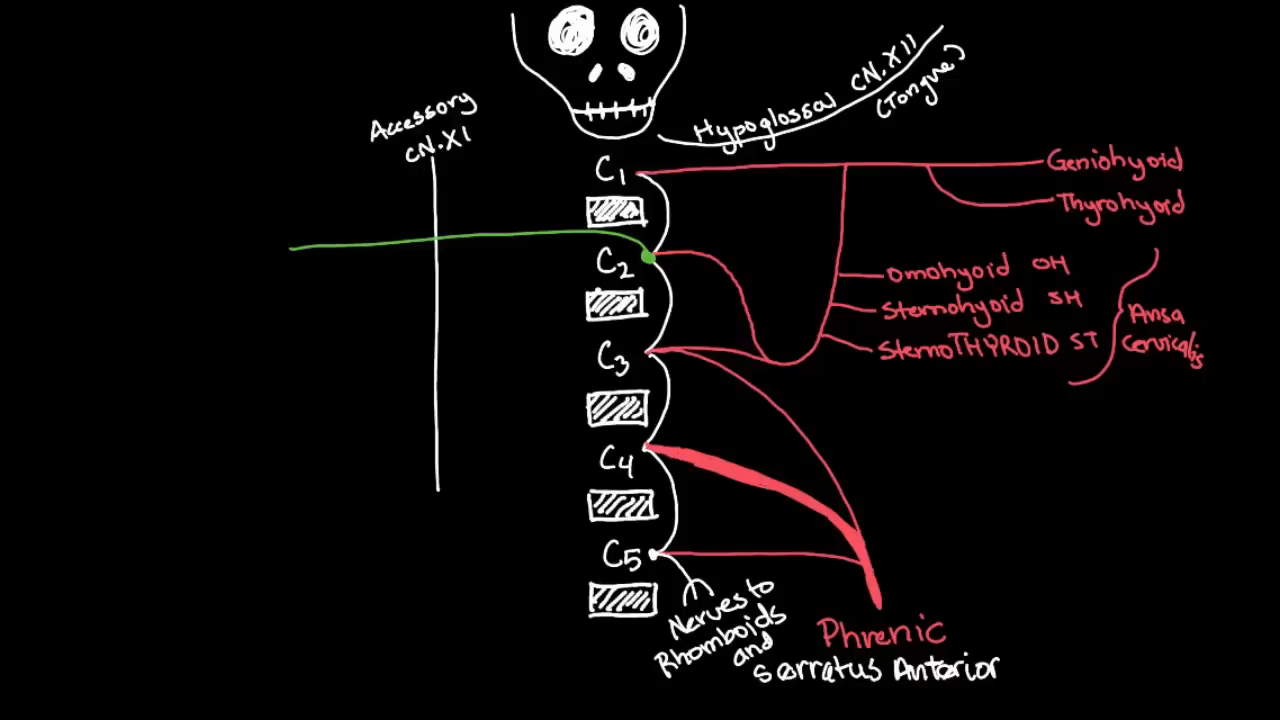 Accessory
CN.XI
Hypoglossal CN.XII
(Tongue)
C1
Geniohyoid
Thyrohyoid
C2
Omohyoid OH
Sternohyoid SH
SternoTHYROID ST
Ansa
Cervicalis
C3
C4
C5
Nerves to
Rhomboids
and
Serratus Anterior
Phrenic